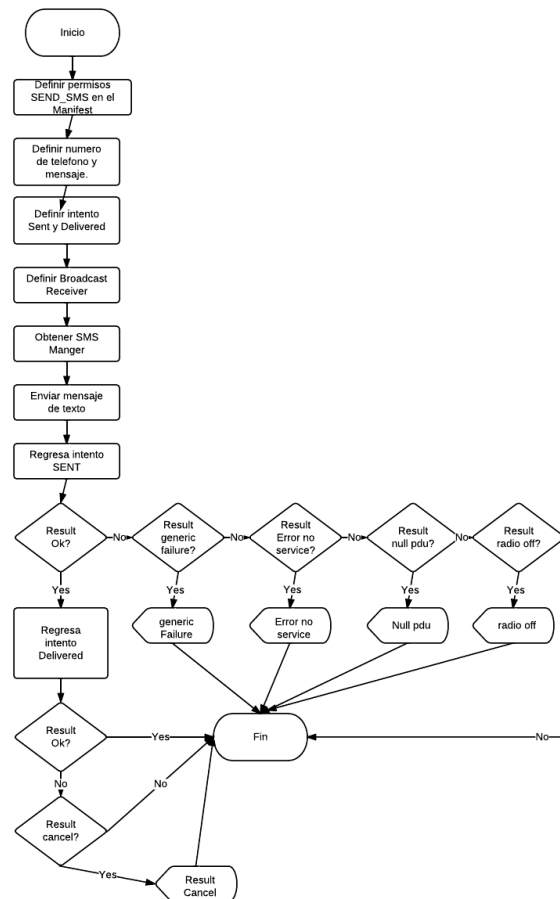 Inicio
Definir permisos
SEND_SMS en el
Manifest
Definir numero
de telefono y
mensaje.
Definir intento
Sent y Delivered
Definir Broadcast
Receiver
Obtener SMS
Manger
Enviar mensaje
de texto
Regresa intento
SENT
Result
Ok?
No
Result
generic
failure?
No
Result
Error no
service?
No
Result
null pdu?
No
Result
radio off?
Yes
Yes
Yes
Yes
Yes
Regresa
intento
Delivered
generic
Failure
Error no
service
Null pdu
radio off
Result
Ok?
Yes
Fin
No
No
No
Result
cancel?
Yes
Result
Cancel